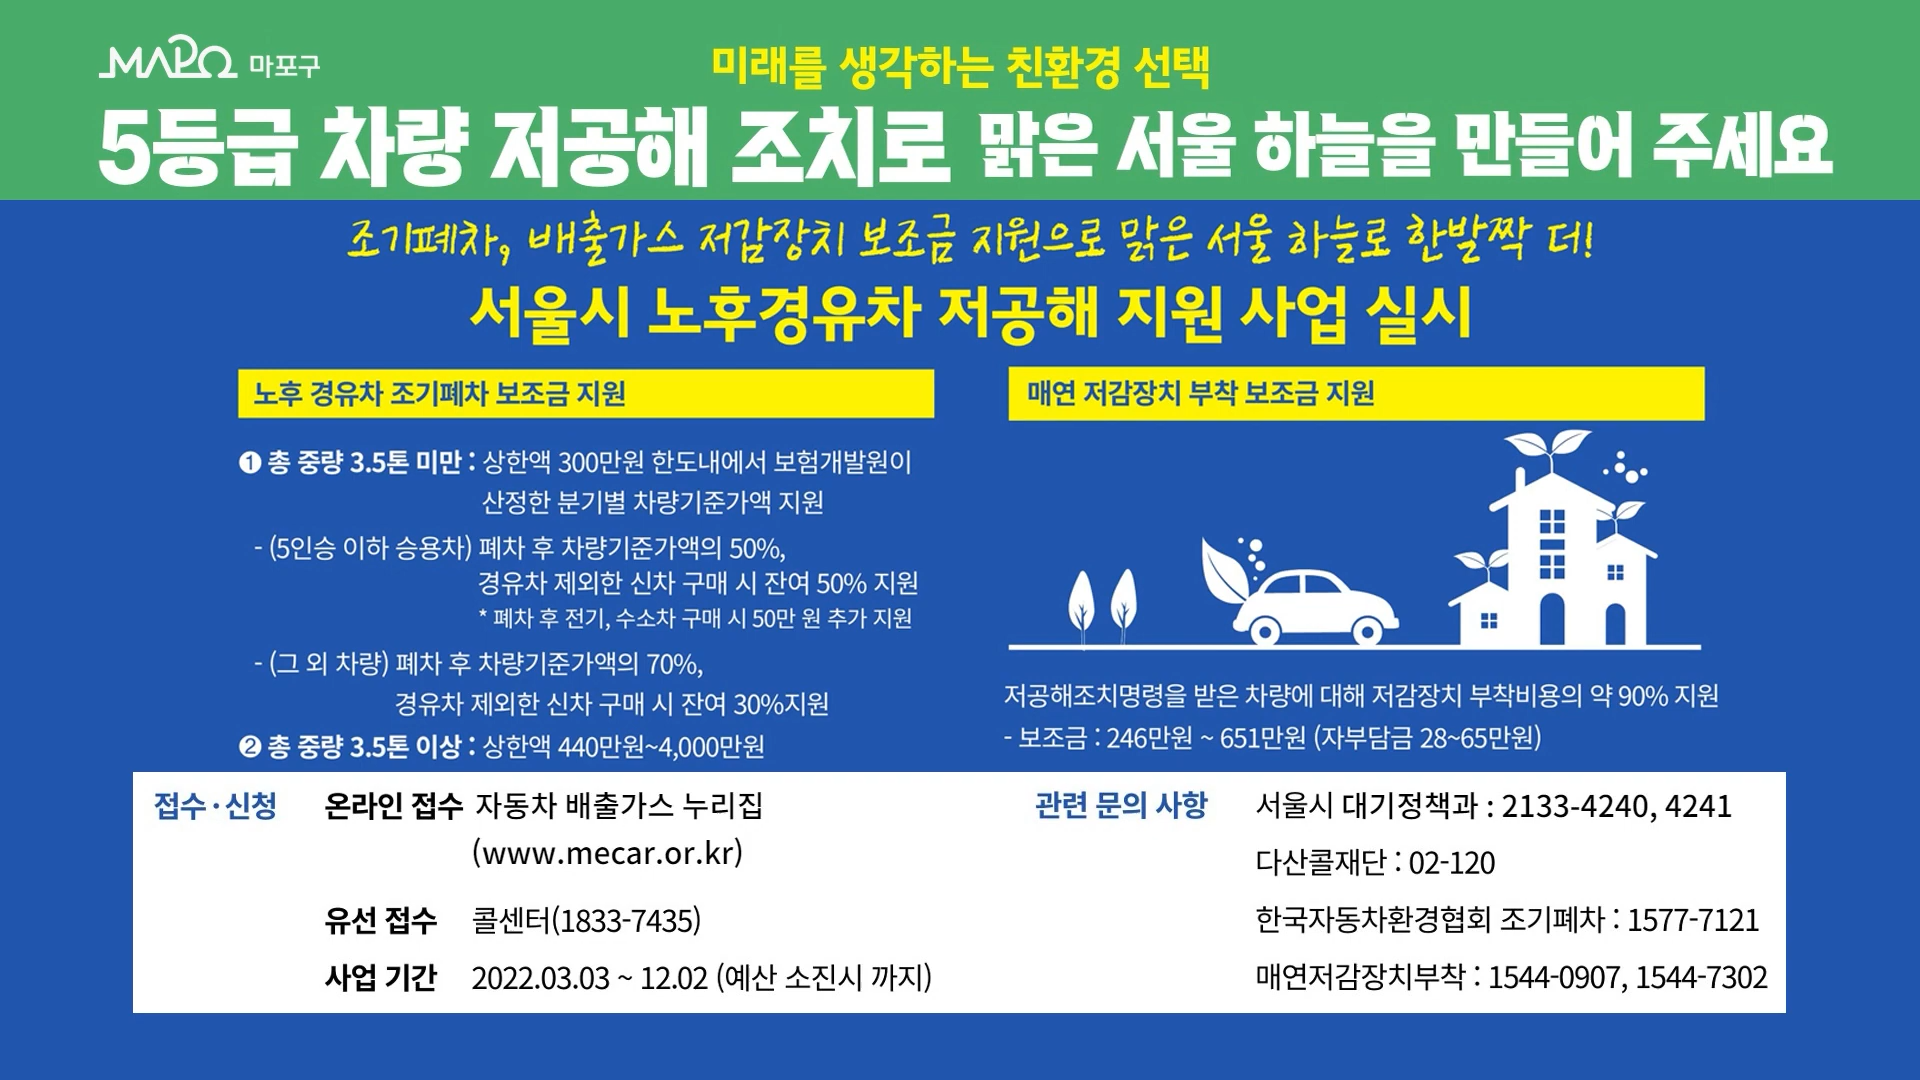 MAPO 마포구
미래를 생각하는 친환경 선택
5등급 차량 저공해 조치로 맑은 서울 하늘을 만들어 주세요
조기폐차, 배출가스 저감장치 보조금 지원으로 맑은 서울 하늘로 한발짝 더!
서울시 노후경유차 저공해 지원 사업 실시
노후 경유차 조기폐차 보조금 지원
❶ 총 중량 3.5톤 미만 : 상한액 300만원 한도내에서 보험개발원이
산정한 분기별 차량기준가액 지원
- (5인승 이하 승용차) 폐차 후 차량기준가액의 50%,
경유차 제외한 신차 구매 시 잔여 50% 지원
* 폐차 후 전기, 수소차 구매 시 50만 원 추가 지원
- (그 외 차량) 폐차 후 차량기준가액의 70%,
경유차 제외한 신차 구매 시 잔여 30%지원
❷ 총 중량 3.5톤 이상 : 상한액 440만원~4,000만원
매연 저감장치 부착 보조금 지원
저공해조치명령을 받은 차량에 대해 저감장치 부착비용의 약 90% 지원
- 보조금 : 246만원 ~ 651만원 (자부담금 28~65만원)
접수·신청 온라인 접수 자동차 배출가스 누리집
(www.mecar.or.kr)
유선 접수 콜센터(1833-7435)
사업 기간 2022.03.03 ~ 12.02 (예산 소진시 까지)
관련 문의 사항 서울시 대기정책과 : 2133-4240, 4241
다산콜재단 : 02-120
한국자동차환경협회 조기폐차 : 1577-7121
매연저감장치부착 : 1544-0907, 1544-7302